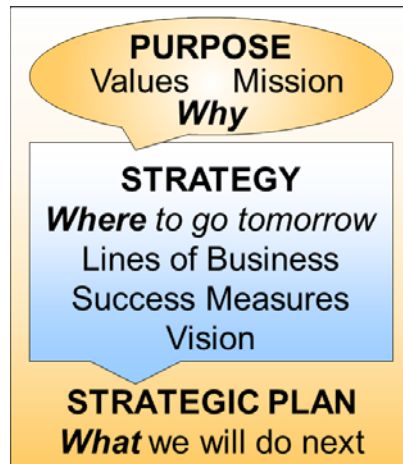 PURPOSE
Values Mission
Why
STRATEGY
Where to go tomorrow
Lines of Business
Success Measures
Vision
STRATEGIC PLAN
What we will do next